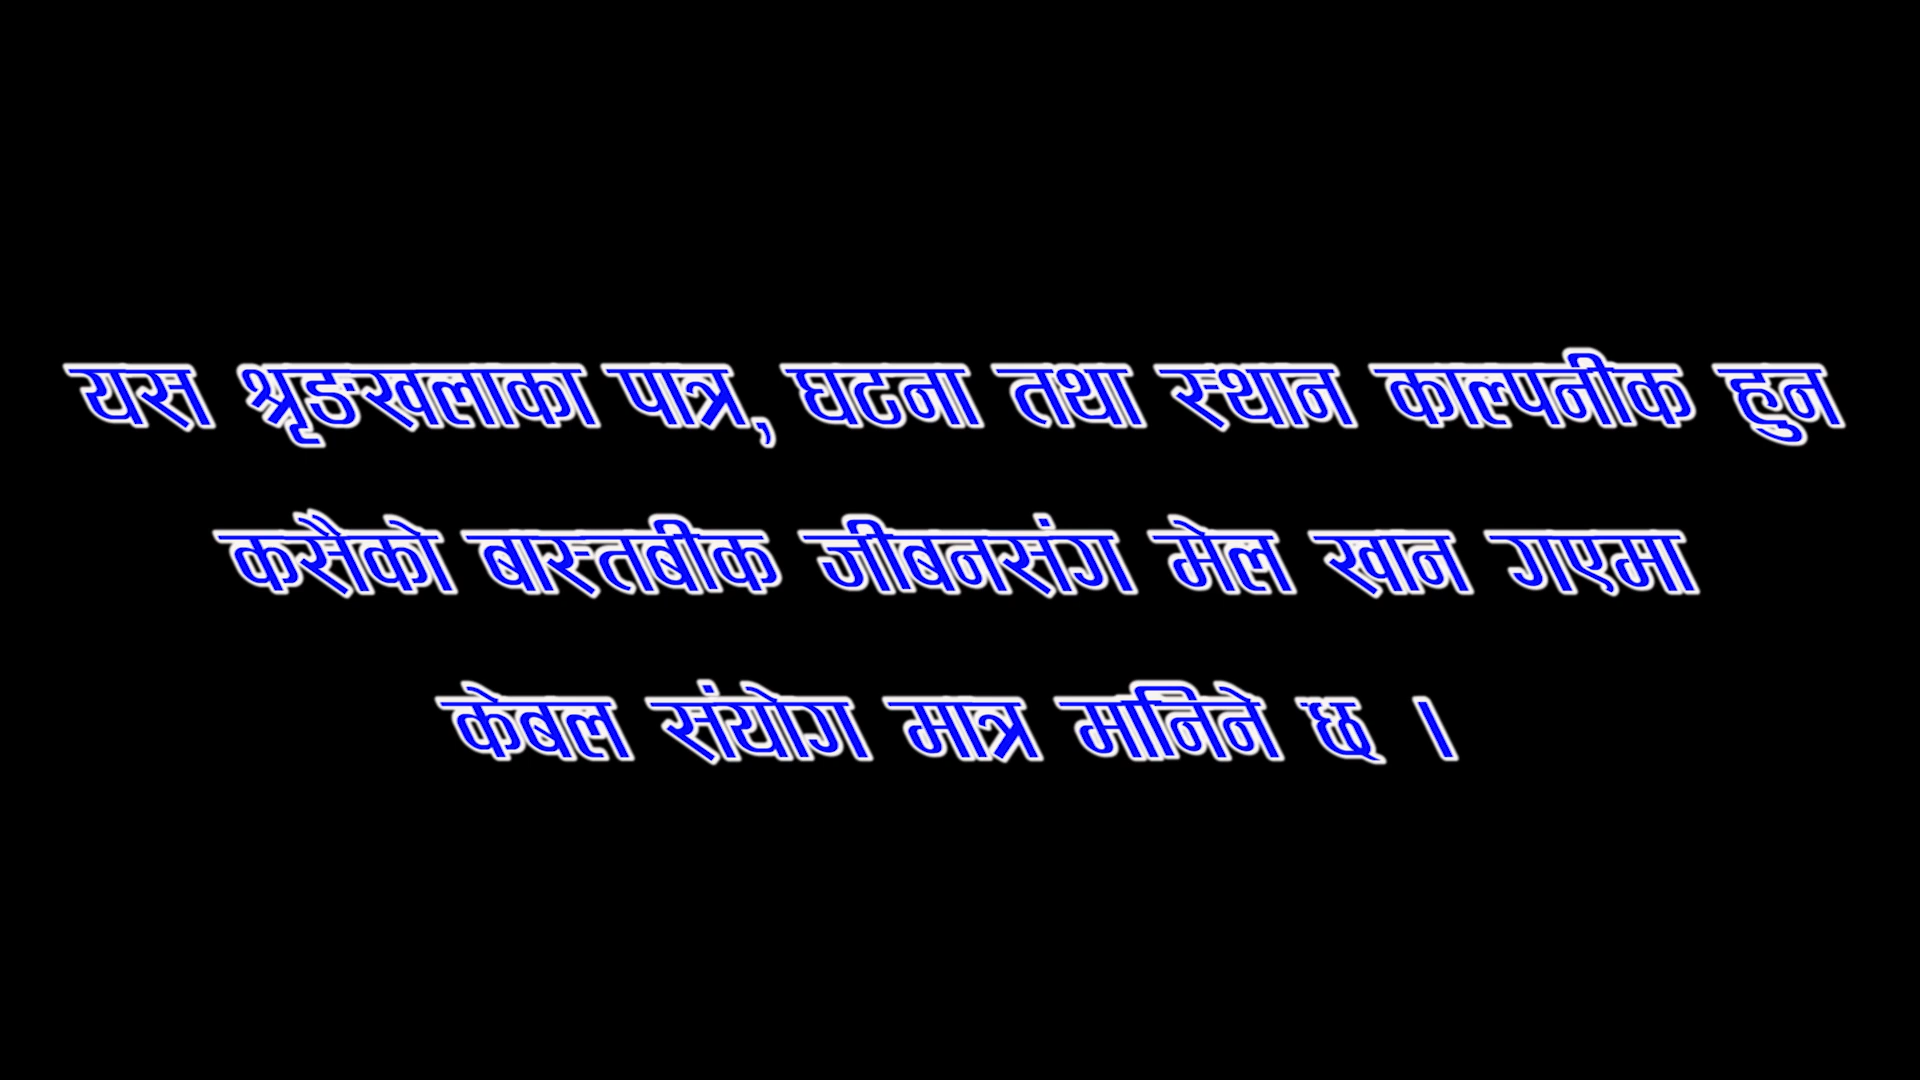 यस श्रृङखलाका पात्र, घटना तथा स्थान काल्पनीक हुन
कसैको बास्तबीक जीबनसंग मेल खान गएमा
केबल संयोग मात्र मानिने छ ।